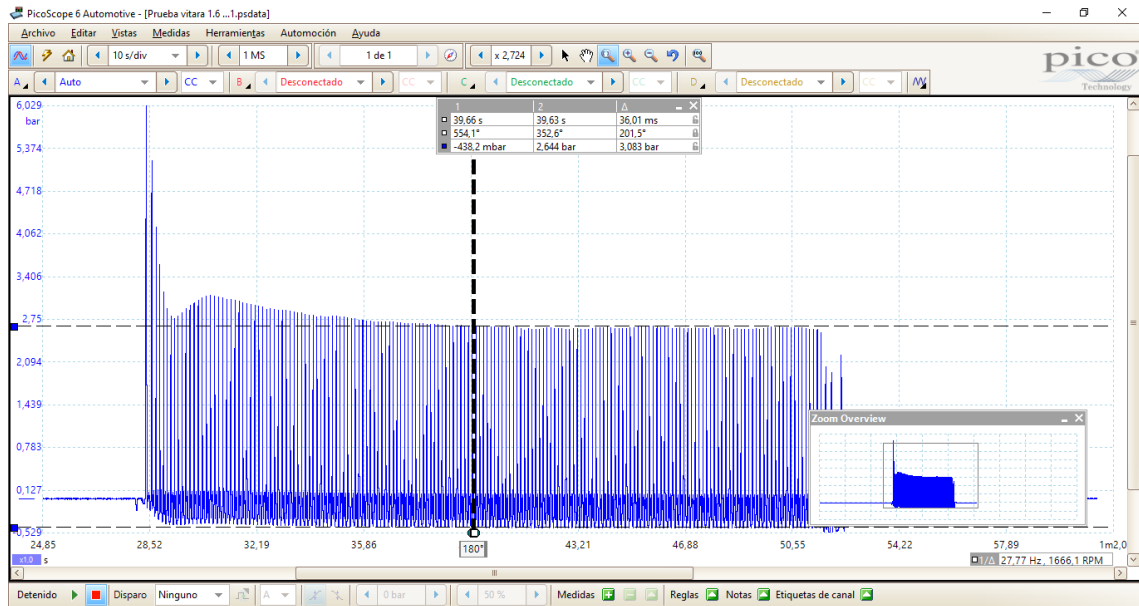 PicoScope 6 Automotive - [Prueba vitara 1.6 ...1.psdata]
Archivo Editar Vistas Medidas Herramientas Automoción Ayuda
10 s/div 1 MS 1 de 1 x 2,724
pico
Technology
A Auto CC B Desconectado CC C Desconectado CC D Desconectado CC
6,029
bar
5,374
4,718
4,062
3,406
2,75
2,094
1,439
0,783
0,127
-0,529
1 2 Δ
39,66 s 39,63 s 36,01 ms
554,1° 352,6° 201,5°
-438,2 mbar 2,644 bar 3,083 bar
Zoom Overview
24,85 28,52 32,19 35,86 180° 43,21 46,88 50,55 54,22 57,89 1m2,0
x1.0 s
1/Δ 27,77 Hz, 1666,1 RPM
Detenido Disparo Ninguno A 0 bar 50 % Medidas Reglas Notas Etiquetas de canal